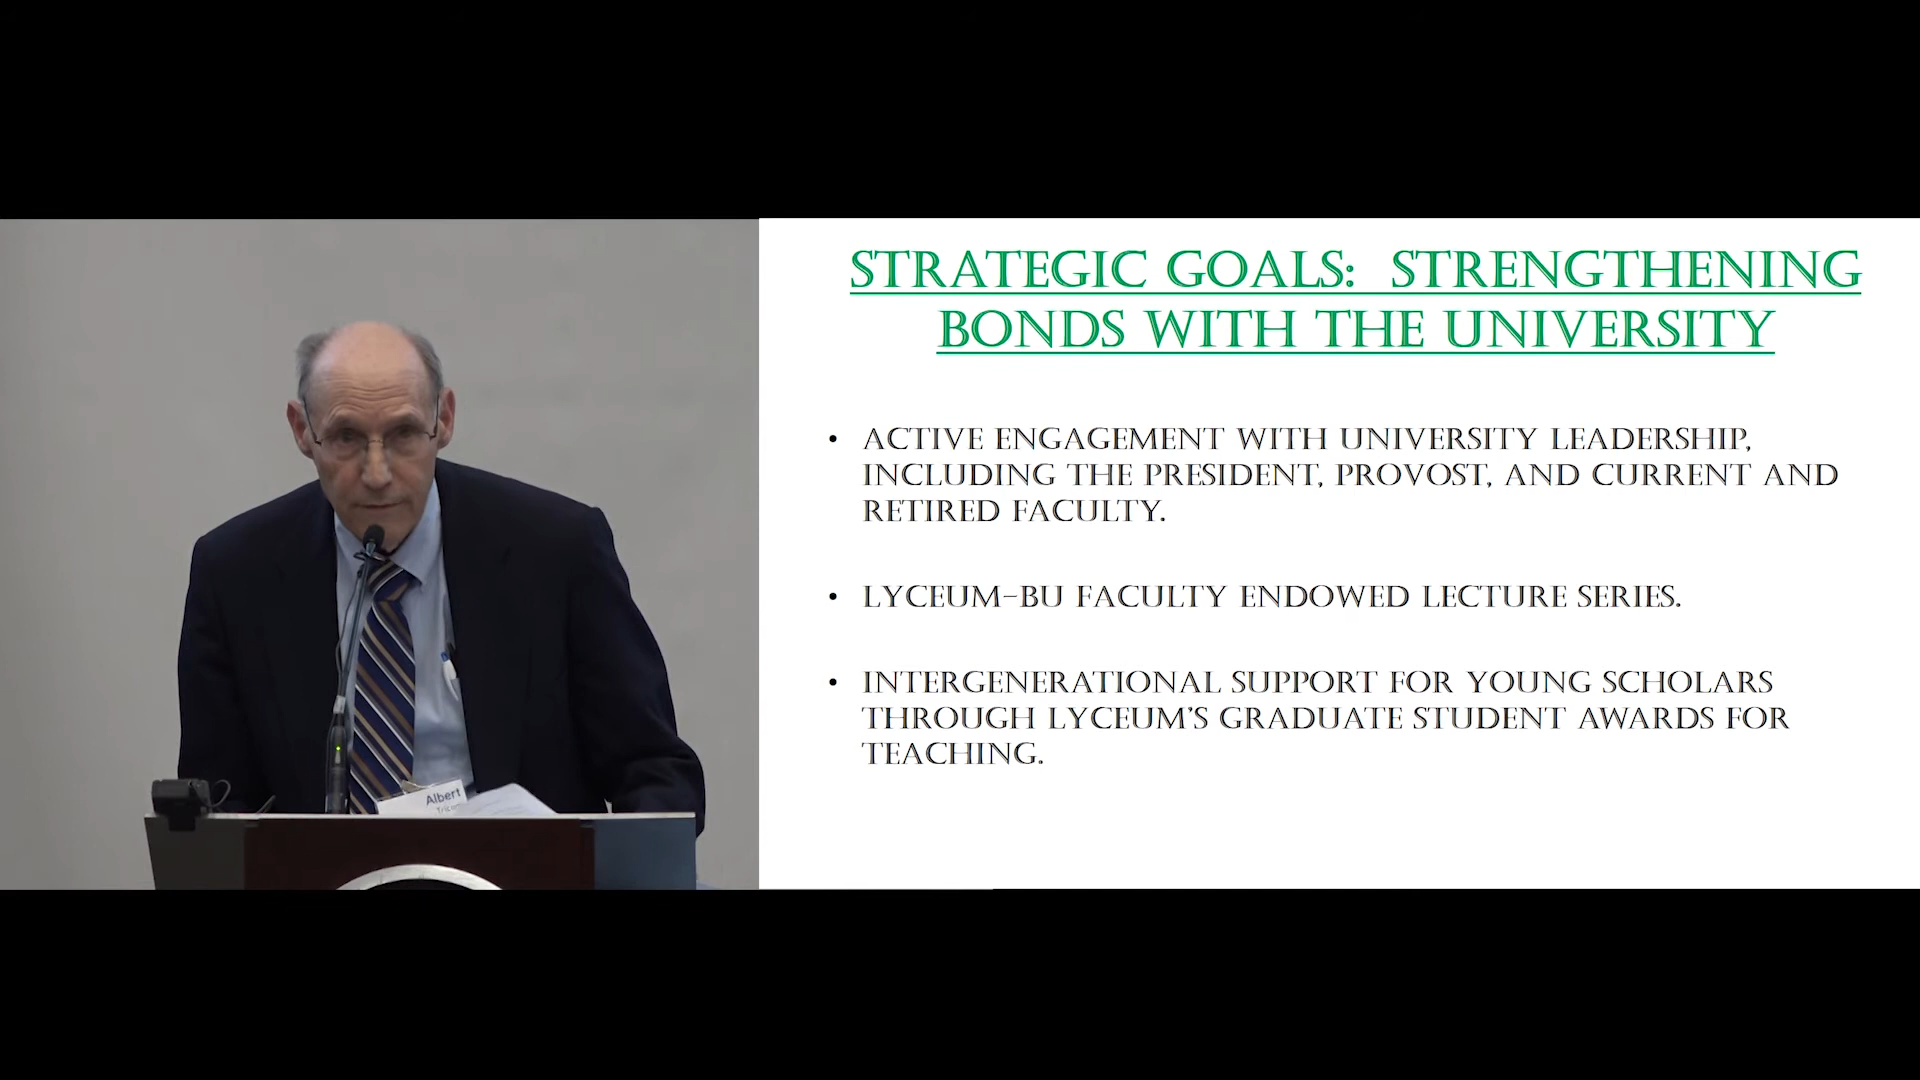 Albert
STRATEGIC GOALS: STRENGTHENING
BONDS WITH THE UNIVERSITY
• ACTIVE ENGAGEMENT WITH UNIVERSITY LEADERSHIP,
INCLUDING THE PRESIDENT, PROVOST, AND CURRENT AND
RETIRED FACULTY.
• LYCEUM–BU FACULTY ENDOWED LECTURE SERIES.
• INTERGENERATIONAL SUPPORT FOR YOUNG SCHOLARS
THROUGH LYCEUM’S GRADUATE STUDENT AWARDS FOR
TEACHING.